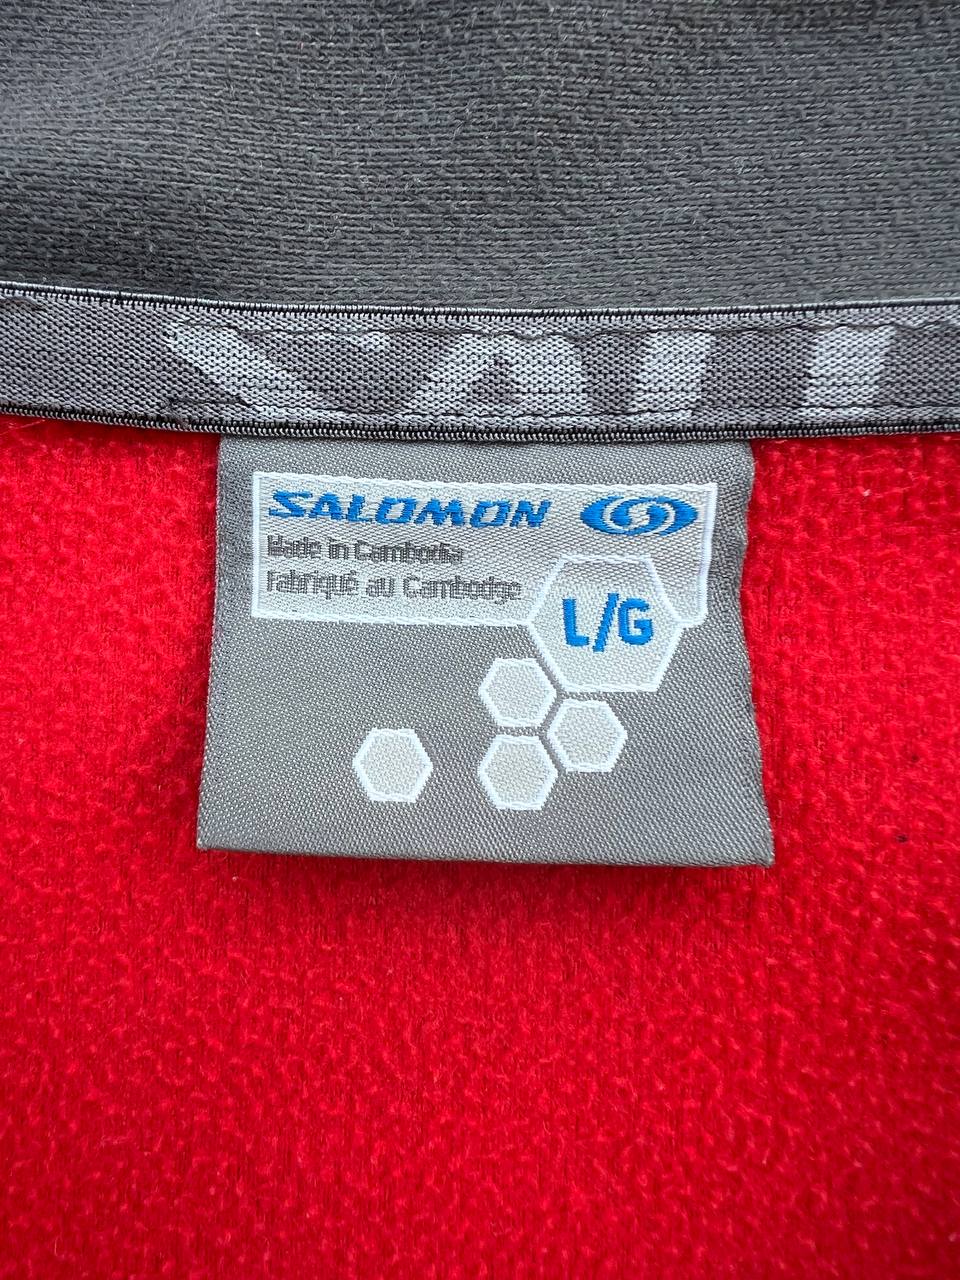 SALOMON
Made in Cambodia
Fabriqué au Cambodge
L/G